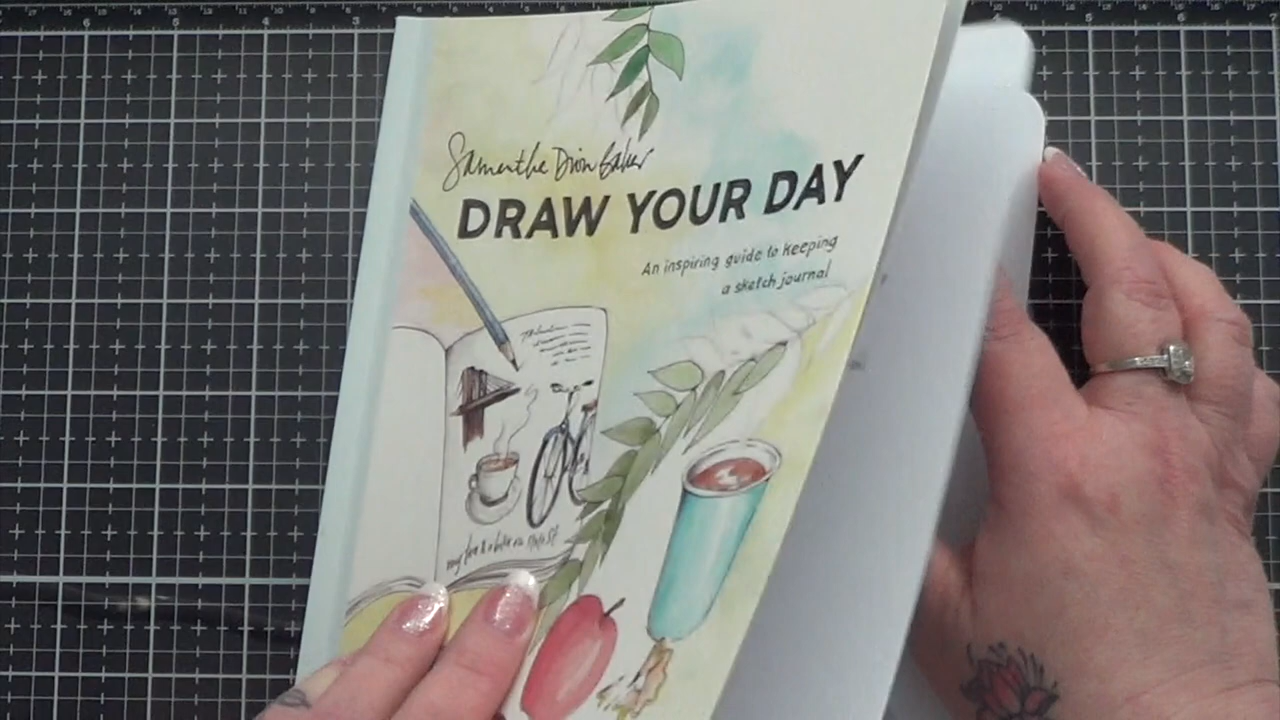 Samantha Dion Baker
DRAW YOUR DAY
An inspiring guide to keeping
a sketch journal